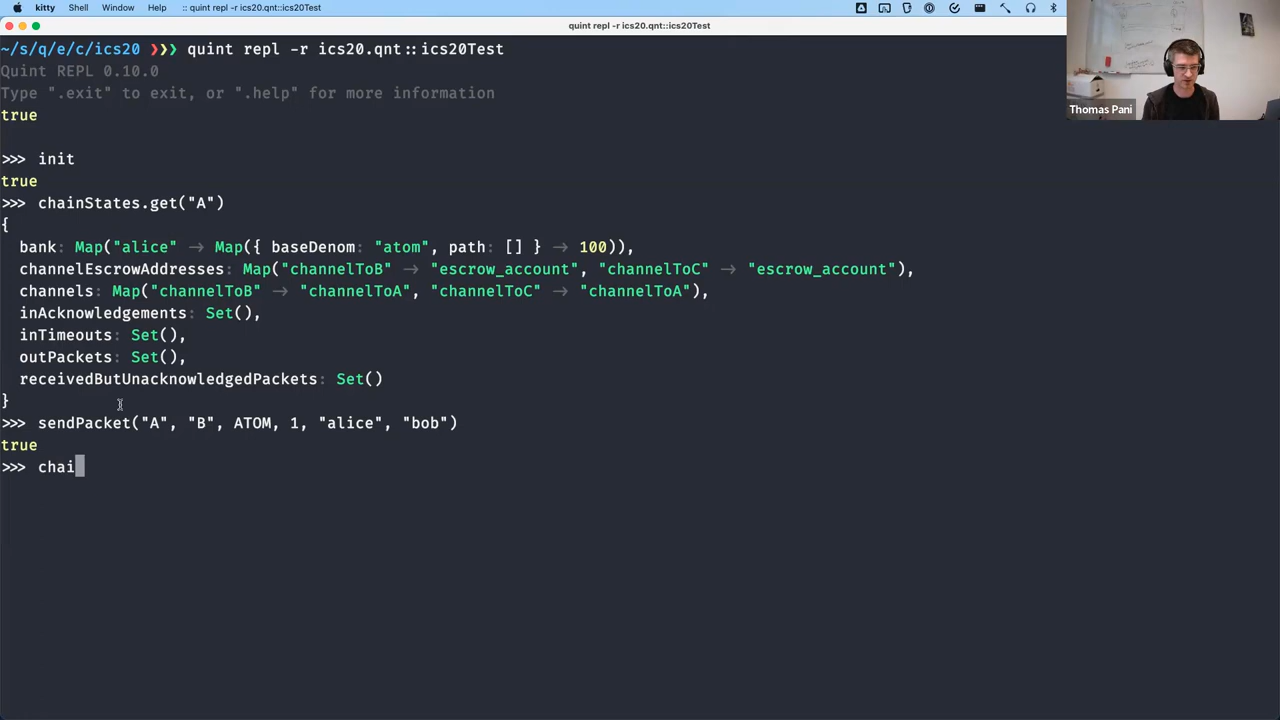 kitty Shell Window Help :: quint repl -r ics20.qnt::ics20Test
quint repl -r ics20.qnt::ics20Test
~/s/q/e/c/ics20 ❯❯❯ quint repl -r ics20.qnt::ics20Test
Quint REPL 0.10.0
Type ".exit" to exit, or ".help" for more information
true
>>> init
true
>>> chainStates.get("A")
{
bank: Map("alice" -> Map({ baseDenom: "atom", path: [] } -> 100)),
channelEscrowAddresses: Map("channelToB" -> "escrow_account", "channelToC" -> "escrow_account"),
channels: Map("channelToB" -> "channelToA", "channelToC" -> "channelToA"),
inAcknowledgements: Set(),
inTimeouts: Set(),
outPackets: Set(),
receivedButUnacknowledgedPackets: Set()
}
>>> sendPacket("A", "B", ATOM, 1, "alice", "bob")
true
>>> chai
Thomas Pani